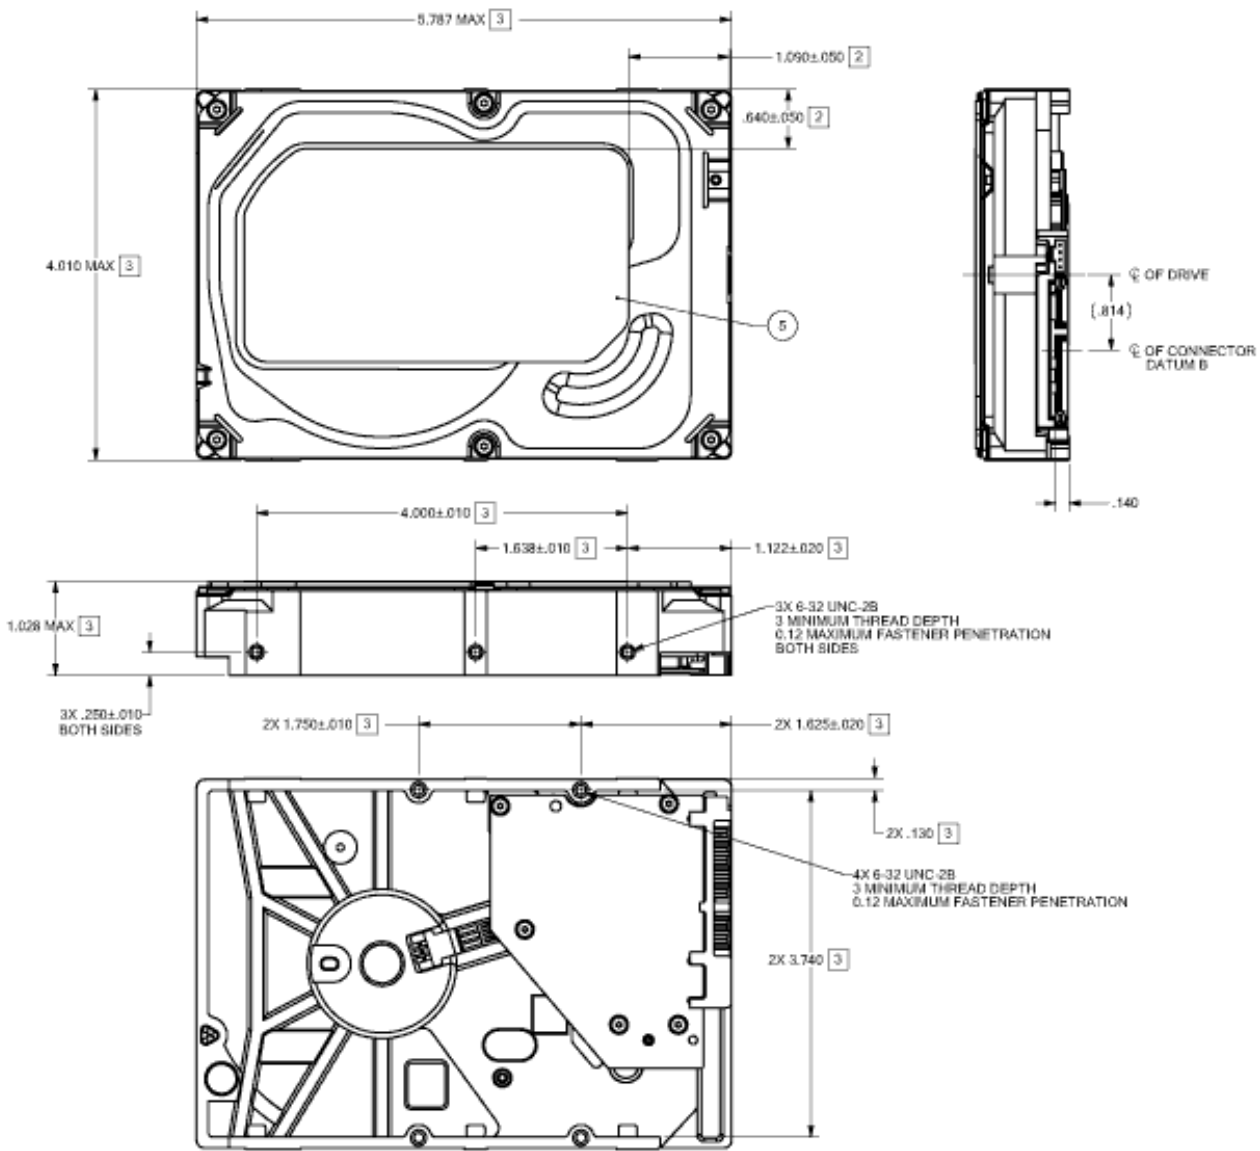 5.787 MAX 3
1.090±.050 2
.640±.050 2
4.010 MAX 3
℄ OF DRIVE
(.814)
℄ OF CONNECTOR
DATUM B
5
.140
4.000±.010 3
1.638±.010 3
1.122±.020 3
1.028 MAX 3
3X 6-32 UNC-2B
3 MINIMUM THREAD DEPTH
0.12 MAXIMUM FASTENER PENETRATION
BOTH SIDES
3X .250±.010
BOTH SIDES
2X 1.750±.010 3
2X 1.625±.020 3
2X .130 3
4X 6-32 UNC-2B
3 MINIMUM THREAD DEPTH
0.12 MAXIMUM FASTENER PENETRATION
2X 3.740 3